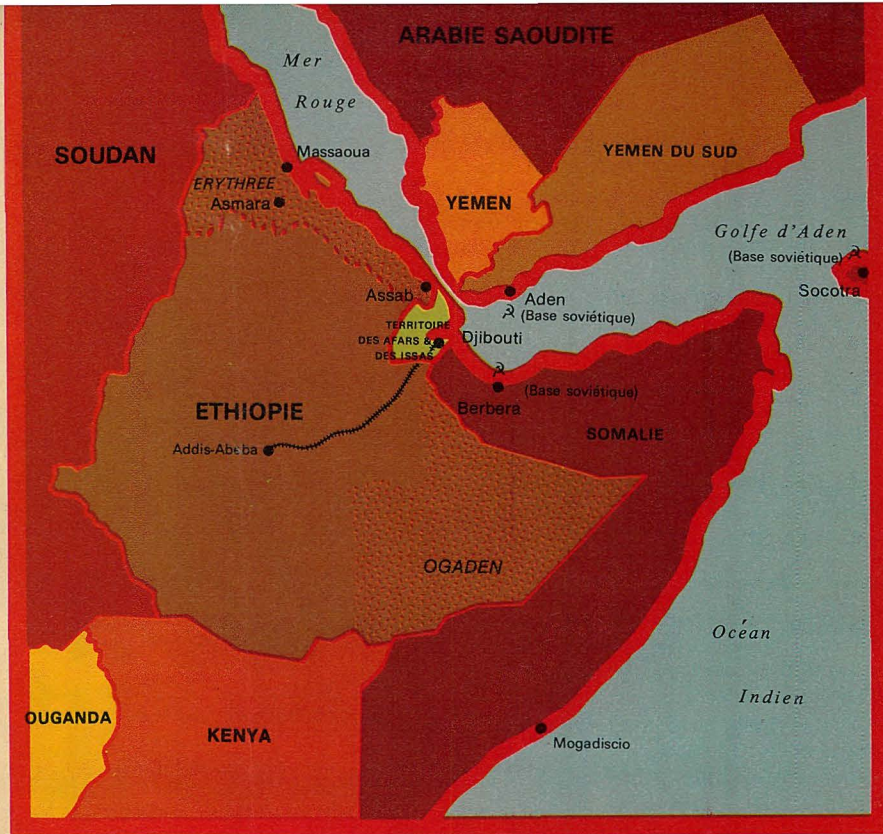 ARABIE SAOUDITE
Mer
Rouge
SOUDAN
Massaoua
YEMEN DU SUD
ERYTHREE
Asmara
YEMEN
Golfe d'Aden
(Base soviétique)
Socotra
Assab
Aden
(Base soviétique)
TERRITOIRE
DES AFARS &
DES ISSAS
Djibouti
(Base soviétique)
Berbera
ETHIOPIE
SOMALIE
Addis-Abeba
OGADEN
Océan
Indien
OUGANDA
KENYA
Mogadiscio